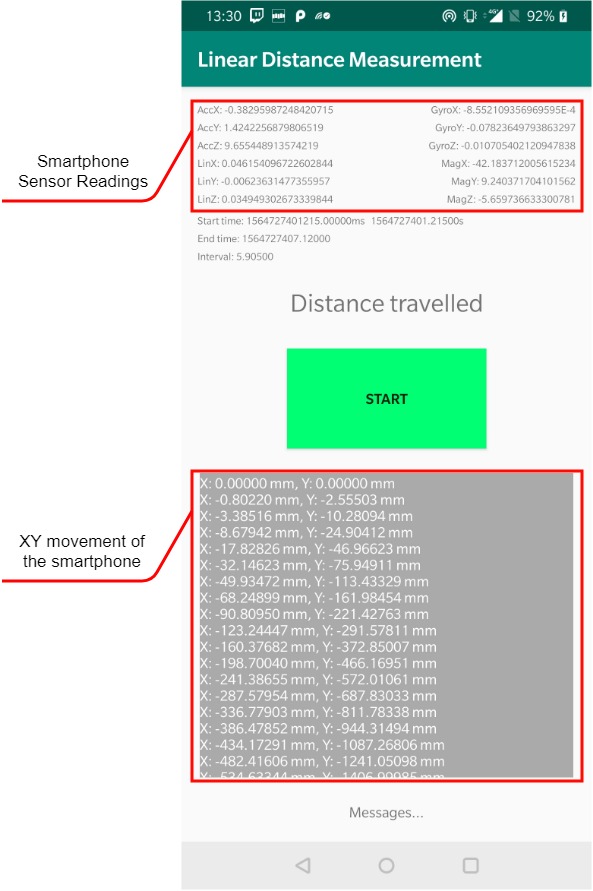 13:30
4G+
92%
Linear Distance Measurement
Smartphone
Sensor Readings
AccX: -0.38295987248420715 GyroX: -8.552109356969595E-4
AccY: 1.4242256879806519 GyroY: -0.07823649793863297
AccZ: 9.655448913574219 GyroZ: -0.010705402120947838
LinX: 0.046154096722602844 MagX: -42.183712005615234
LinY: -0.00623631477355957 MagY: 9.240371704101562
LinZ: 0.034949302673339844 MagZ: -5.659736633300781
Start time: 1564727401215.00000ms 1564727401.21500s
End time: 1564727407.12000
Interval: 5.90500
Distance travelled
START
XY movement of
the smartphone
X: 0.00000 mm, Y: 0.00000 mm
X: -0.80220 mm, Y: -2.55503 mm
X: -3.38516 mm, Y: -10.28094 mm
X: -8.67942 mm, Y: -24.90412 mm
X: -17.82826 mm, Y: -46.96623 mm
X: -32.14623 mm, Y: -75.94911 mm
X: -49.93472 mm, Y: -113.43329 mm
X: -68.24899 mm, Y: -161.98454 mm
X: -90.80950 mm, Y: -221.42763 mm
X: -123.24447 mm, Y: -291.57811 mm
X: -160.37682 mm, Y: -372.85007 mm
X: -198.70040 mm, Y: -466.16951 mm
X: -241.38655 mm, Y: -572.01061 mm
X: -287.57954 mm, Y: -687.83033 mm
X: -336.77903 mm, Y: -811.78338 mm
X: -386.47852 mm, Y: -944.31494 mm
X: -434.17291 mm, Y: -1087.26806 mm
X: -482.41606 mm, Y: -1241.05098 mm
X: -534.63344 mm, Y: -1406.99985 mm
Messages...